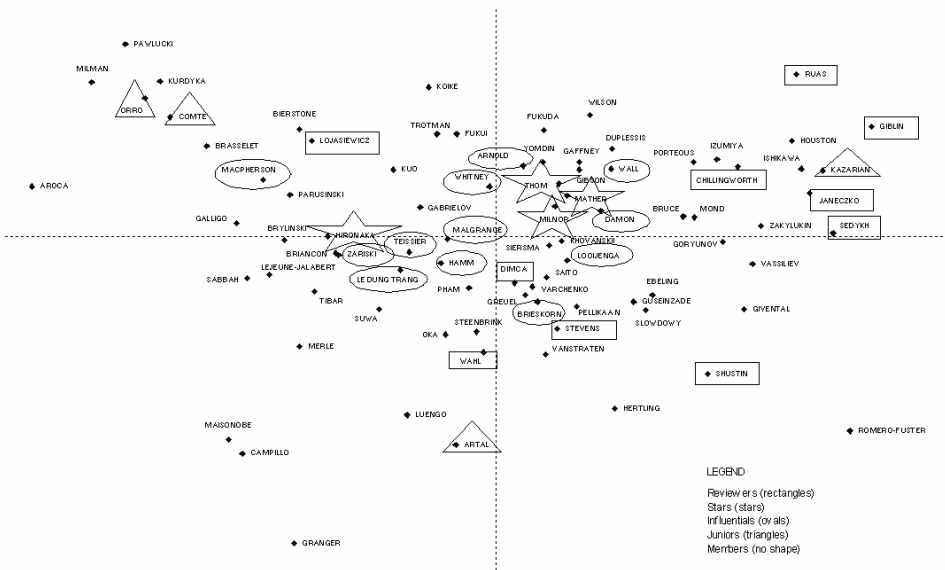 PAWLUCKI
MILMAN
KURDYKA
RUAS
KOIKE
ORRO
COMTE
WILSON
BIERSTONE
FUKUDA
GIBLIN
TROTMAN
FUKUI
LOJASIEWICZ
DUPLESSIS
HOUSTON
BRASSELET
YOMDIN
GAFFNEY
IZUMIYA
ARNOLD
PORTEOUS
ISHIKAWA
MACPHERSON
KUO
WALL
KAZARIAN
WHITNEY
THOM
GIBSON
CHILLINGWORTH
AROCA
PARUSINSKI
MATHER
JANECZKO
GABRIELOV
MILNOR
DAMON
BRUCE
MOND
GALLIGO
BRYLINSKI
MALGRANGE
ZAKYLUKIN
SEDYKH
HIRONAKA
TEISSIER
SIERSMA
KHOVANSKII
GORYUNOV
BRIANCON
ZARISKI
LOOIJENGA
LEJEUNE-JALABERT
HAMM
DIMCA
SAITO
VASSILIEV
SABBAH
LE DUNG TRANG
EBELING
PHAM
VARCHENKO
TIBAR
GREUEL
GUSEINZADE
BRIESKORN
PELLIKAAN
GIVENTAL
SUWA
SLOWDOWY
STEENBRINK
STEVENS
OKA
MERLE
VANSTRATEN
WAHL
SHUSTIN
HERTLING
LUENGO
MAISONOBE
ROMERO-FUSTER
ARTAL
CAMPILLO
GRANGER
LEGEND
Reviewers (rectangles)
Stars (stars)
Influentials (ovals)
Juniors (triangles)
Members (no shape)